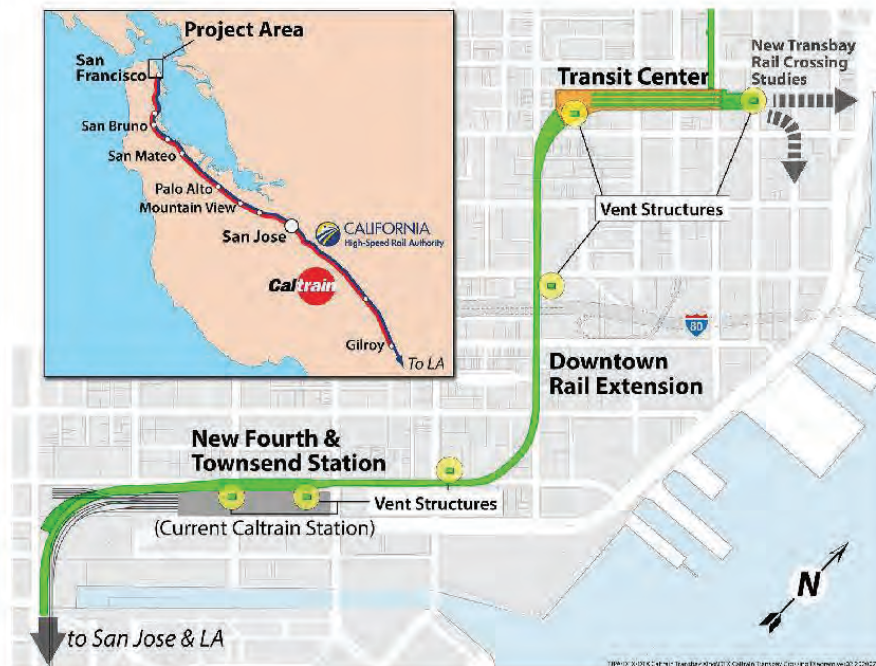 Project Area
San
Francisco
San Bruno
San Mateo
Palo Alto
Mountain View
San Jose
CALIFORNIA
High-Speed Rail Authority
Caltrain
Gilroy
To LA
New Transbay
Rail Crossing
Studies
Transit Center
Vent Structures
80
Downtown
Rail Extension
New Fourth &
Townsend Station
Vent Structures
(Current Caltrain Station)
N
to San Jose & LA